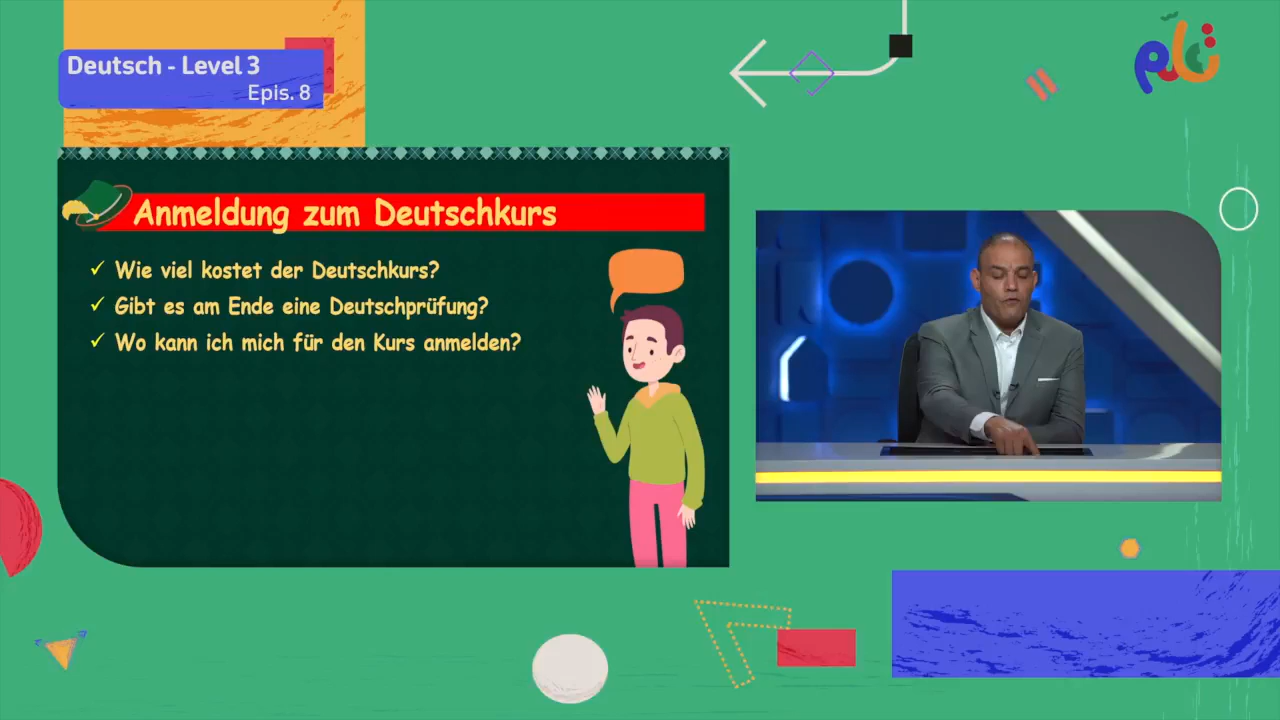 Deutsch - Level 3
Epis. 8
Anmeldung zum Deutschkurs
Wie viel kostet der Deutschkurs?
Gibt es am Ende eine Deutschprüfung?
Wo kann ich mich für den Kurs anmelden?